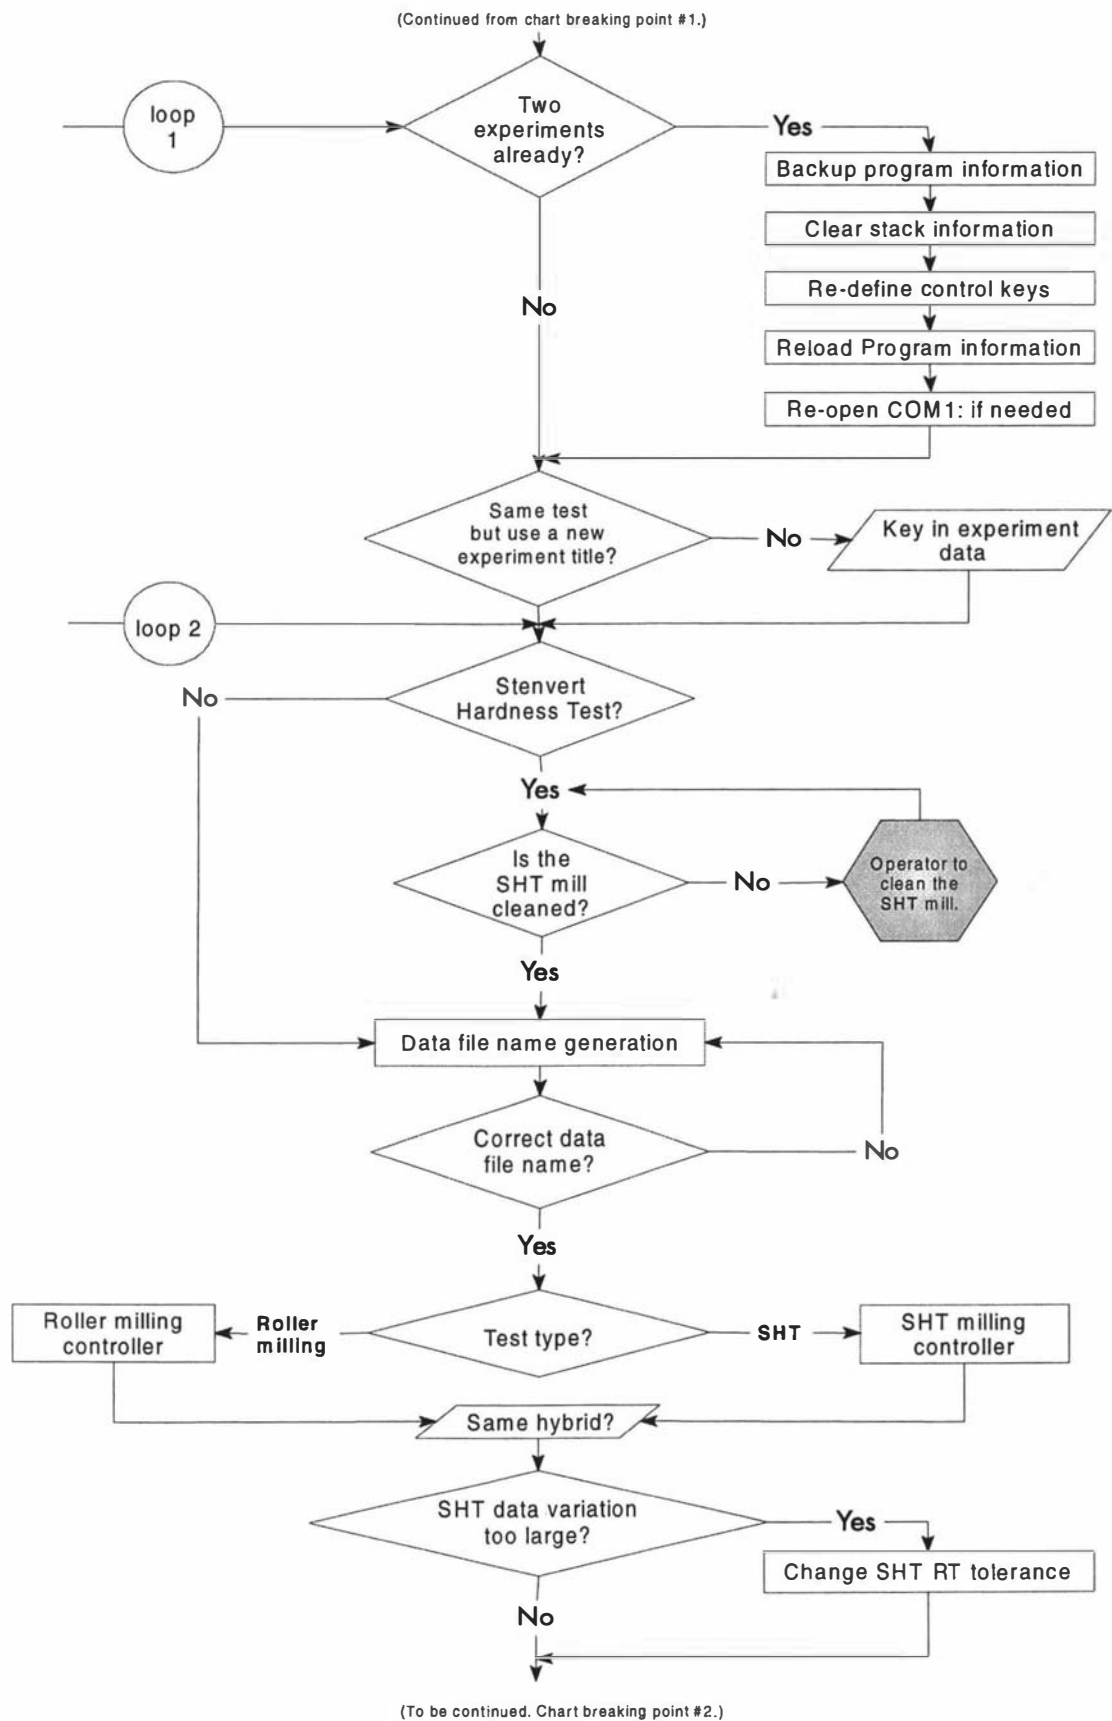 (Continued from chart breaking point #1.)
loop
1
Two
experiments
already?
Yes
Backup program information
Clear stack information
Re-define control keys
No
Reload Program information
Re-open COM1: if needed
Same test
but use a new
experiment title?
No
Key in experiment
data
loop 2
No
Stenvert
Hardness Test?
Yes
Is the
SHT mill
cleaned?
No
Operator to
clean the
SHT mill.
Yes
Data file name generation
Correct data
file name?
No
Yes
Roller milling
controller
Roller
milling
Test type?
SHT
SHT milling
controller
Same hybrid?
SHT data variation
too large?
Yes
Change SHT RT tolerance
No
(To be continued. Chart breaking point #2.)